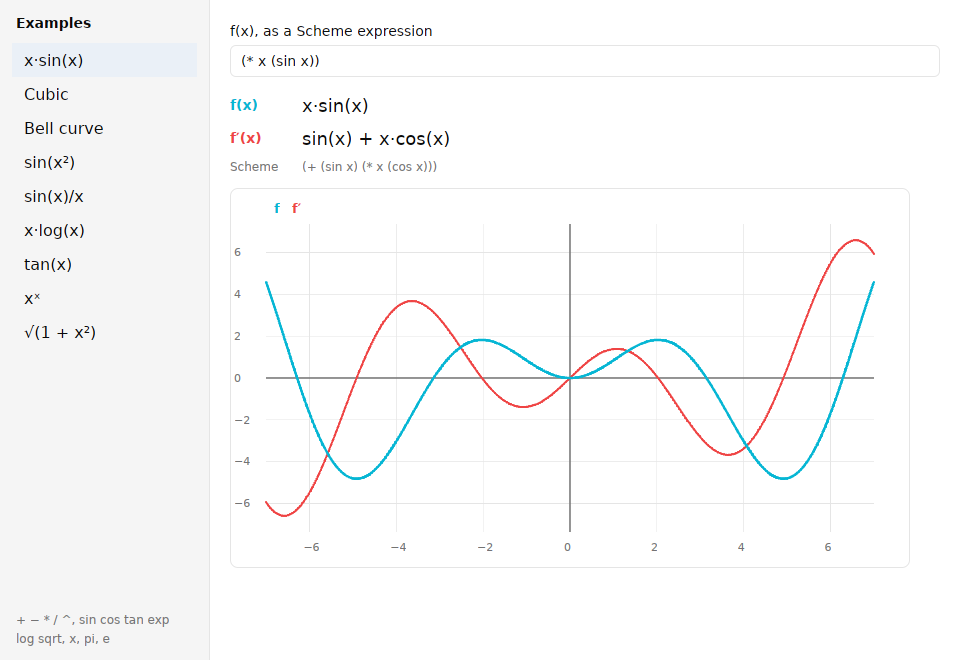 Examples
x·sin(x)
Cubic
Bell curve
sin(x²)
sin(x)/x
x·log(x)
tan(x)
xˣ
√(1 + x²)
+ − * / ^, sin cos tan exp
log sqrt, x, pi, e
f(x), as a Scheme expression
(* x (sin x))
f(x) x·sin(x)
f′(x) sin(x) + x·cos(x)
Scheme (+ (sin x) (* x (cos x)))
f f′
6
4
2
0
−2
−4
−6
−6 −4 −2 0 2 4 6